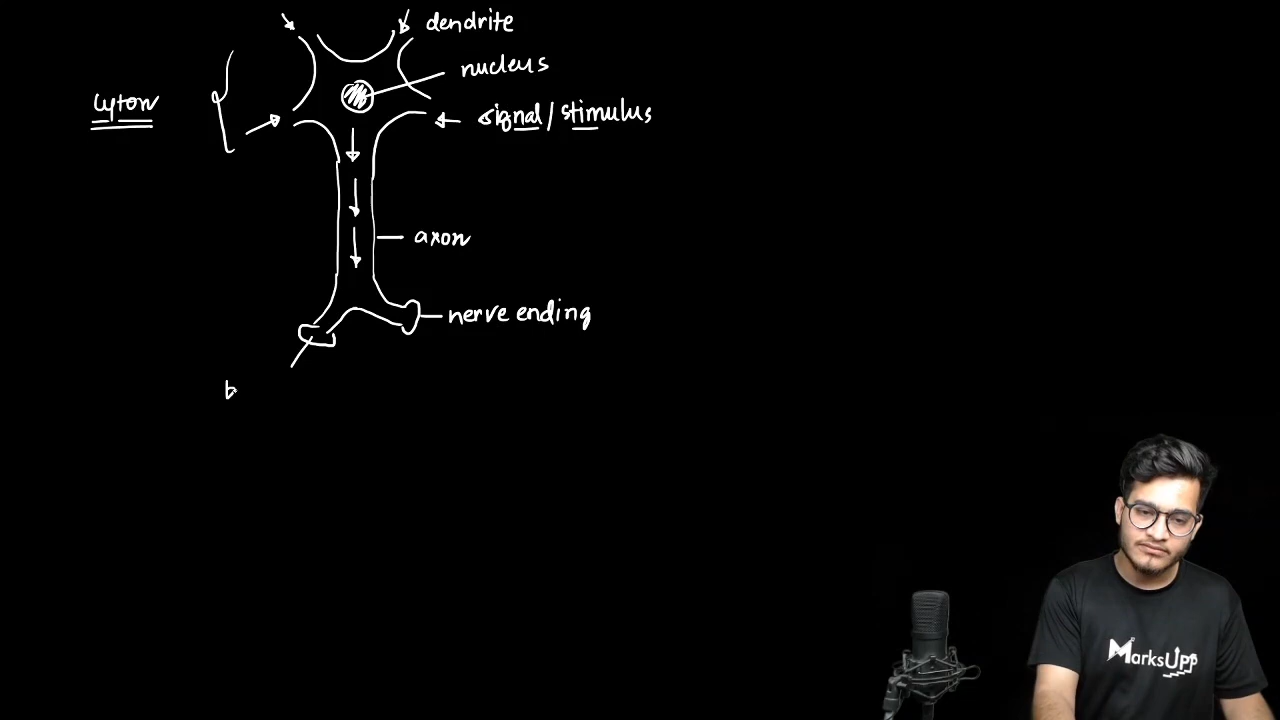 dendrite
nucleus
Cyton
signal/stimulus
axon
nerve ending
b
MarksUPP